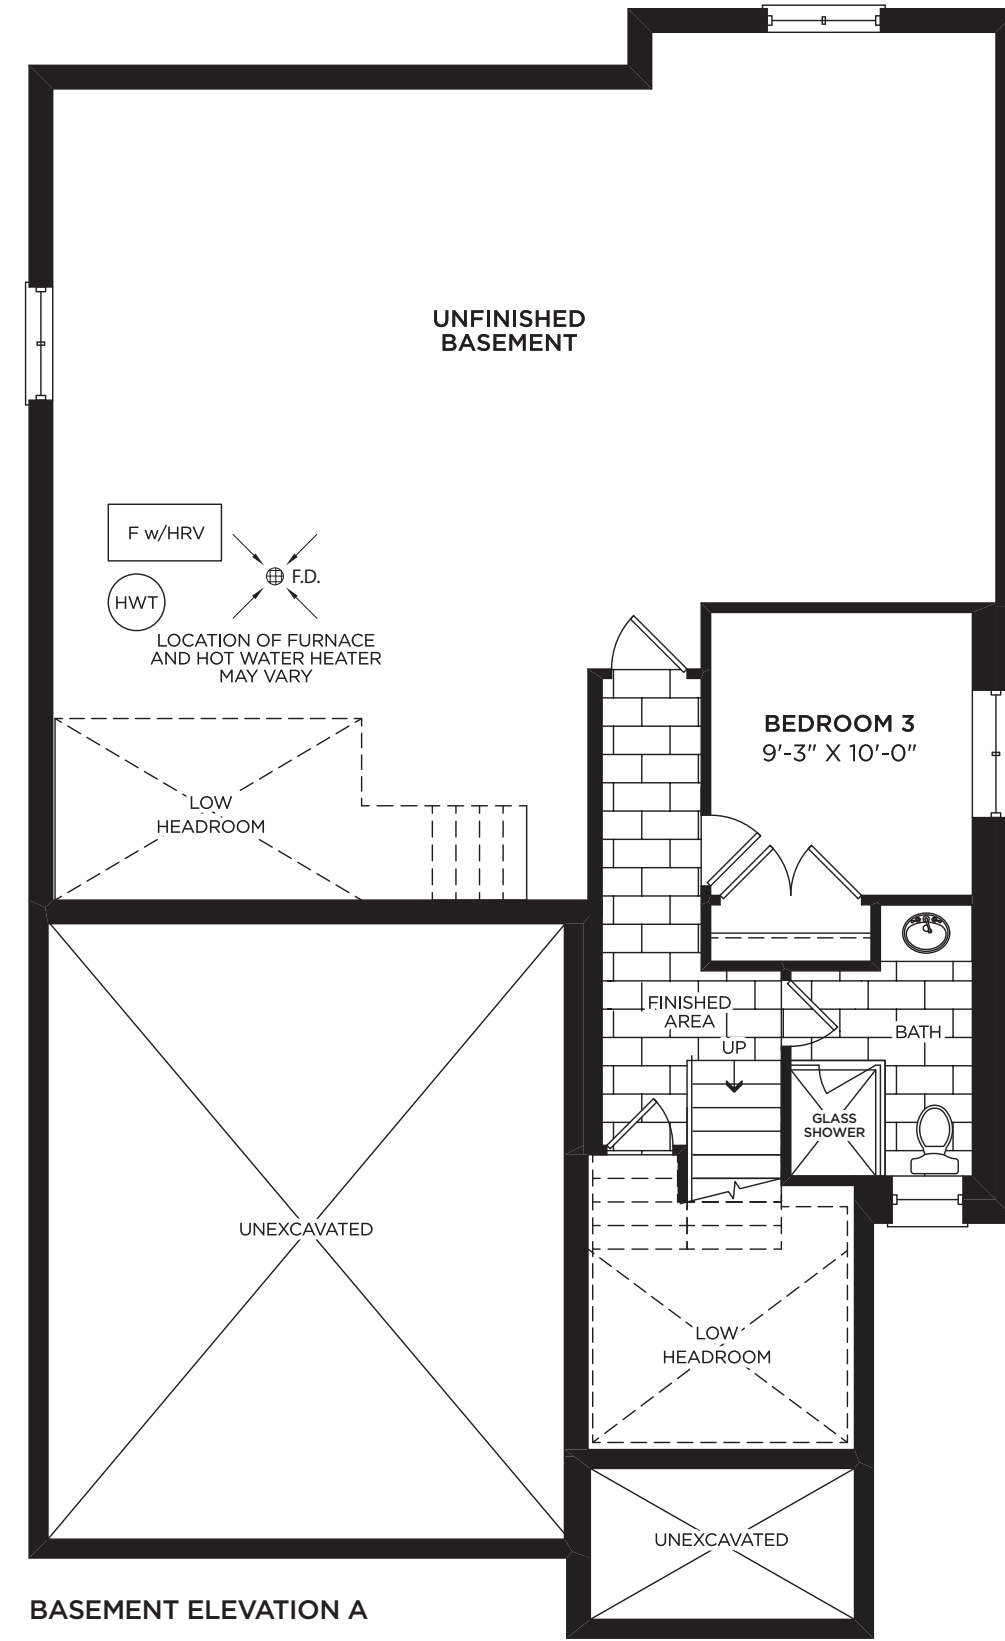 UNFINISHED
BASEMENT
F w/HRV
F.D.
HWT
LOCATION OF FURNACE
AND HOT WATER HEATER
MAY VARY
BEDROOM 3
9'-3" X 10'-0"
LOW
HEADROOM
FINISHED
AREA
UP
BATH
GLASS
SHOWER
UNEXCAVATED
LOW
HEADROOM
UNEXCAVATED
BASEMENT ELEVATION A